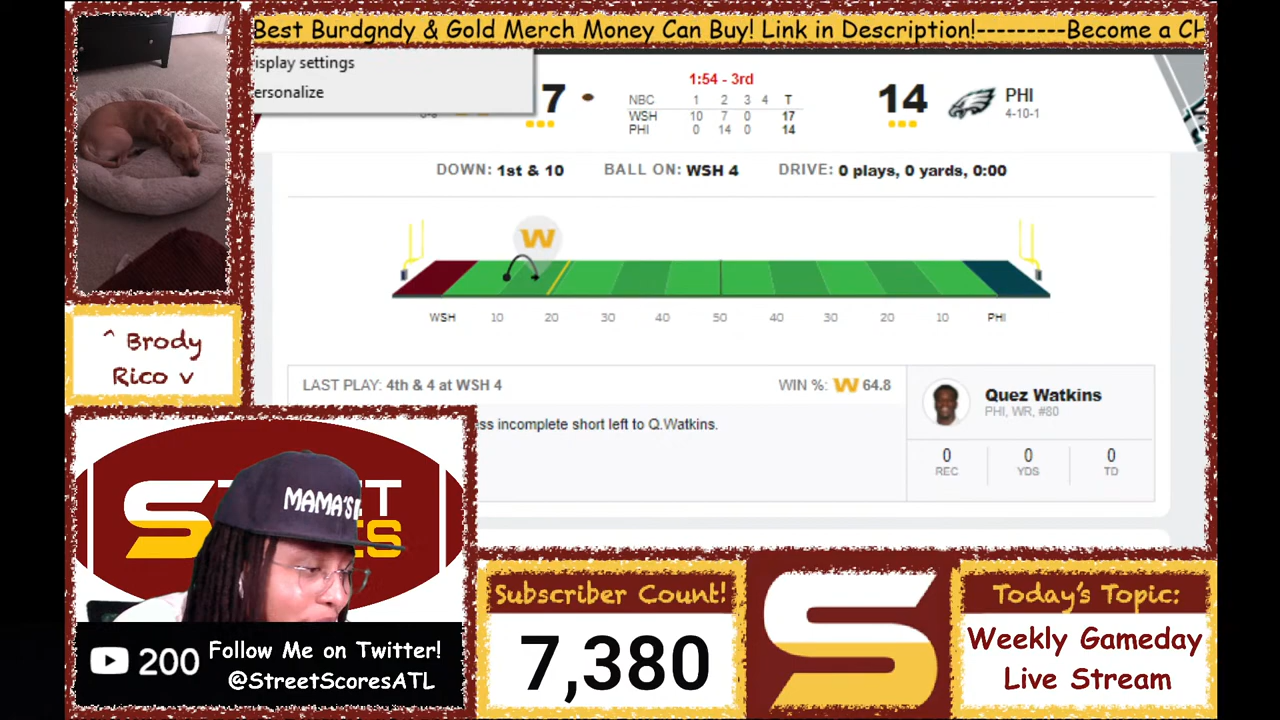 Best Burdgndy & Gold Merch Money Can Buy! Link in Description!---------Become a CH
isplay settings
ersonalize
7
1:54 - 3rd
NBC 1 2 3 4 T
WSH 10 7 0 17
PHI 0 14 0 14
14
PHI
4-10-1
DOWN: 1st & 10
BALL ON: WSH 4
DRIVE: 0 plays, 0 yards, 0:00
W
WSH 10 20 30 40 50 40 30 20 10 PHI
^ Brody
Rico v
LAST PLAY: 4th & 4 at WSH 4
WIN %: W 64.8
ss incomplete short left to Q.Watkins.
Quez Watkins
PHI, WR, #80
0 0 0
REC YDS TD
MAMA'S
200
Follow Me on Twitter!
@StreetScoresATL
Subscriber Count!
7,380
S
Today's Topic:
Weekly Gameday
Live Stream